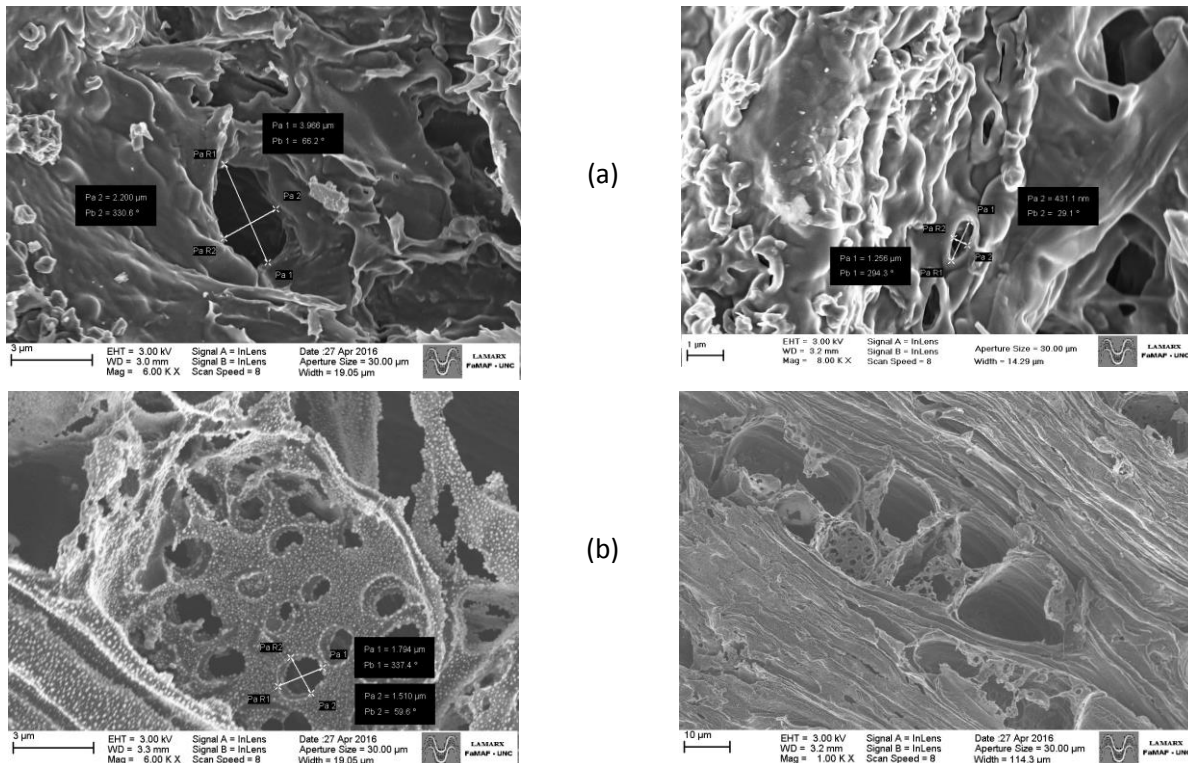 Pa 1 = 3.966 µm
Pb 1 = 66.2 °
Pa R1
Pa 2 = 2.200 µm
Pb 2 = 330.6 °
Pa 2
Pa R2
Pa 1
3 µm
EHT = 3.00 kV
WD = 3.0 mm
Mag = 6.00 K X
Signal A = InLens
Signal B = InLens
Scan Speed = 8
Date :27 Apr 2016
Aperture Size = 30.00 µm
Width = 19.05 µm
LAMARX
FaMAF - UNC
(a)
Pa 2 = 431.1 nm
Pb 2 = 29.1 °
Pa 1
Pa R2
Pa 1 = 1.256 µm
Pb 1 = 294.3 °
Pa 2
Pa R1
1 µm
EHT = 3.00 kV
WD = 3.2 mm
Mag = 8.00 K X
Signal A = InLens
Signal B = InLens
Scan Speed = 8
Aperture Size = 30.00 µm
Width = 14.29 µm
LAMARX
FaMAF - UNC
Pa R2
Pa 1
Pa 1 = 1.794 µm
Pb 1 = 337.4 °
Pa R1
Pa 2
Pa 2 = 1.510 µm
Pb 2 = 59.6 °
3 µm
EHT = 3.00 kV
WD = 3.3 mm
Mag = 6.00 K X
Signal A = InLens
Signal B = InLens
Scan Speed = 8
Date :27 Apr 2016
Aperture Size = 30.00 µm
Width = 19.05 µm
LAMARX
FaMAF - UNC
(b)
10 µm
EHT = 3.00 kV
WD = 3.2 mm
Mag = 1.00 K X
Signal A = InLens
Signal B = InLens
Scan Speed = 8
Date :27 Apr 2016
Aperture Size = 30.00 µm
Width = 114.3 µm
LAMARX
FaMAF - UNC